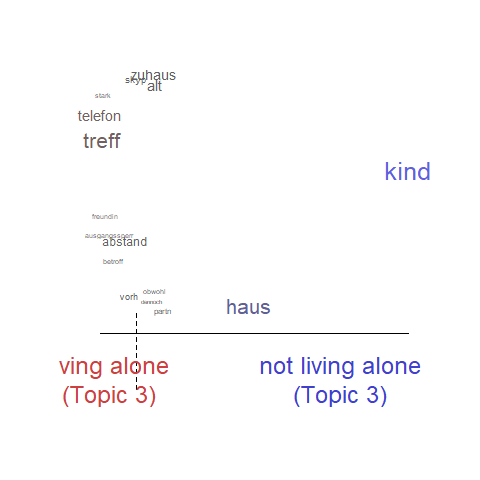 zuhaus
skyp
alt
stark
telefon
treff
kind
freundin
ausgangssperr
abstand
betroff
obwohl
vorh
dennoch
haus
partn
ving alone
(Topic 3)
not living alone
(Topic 3)